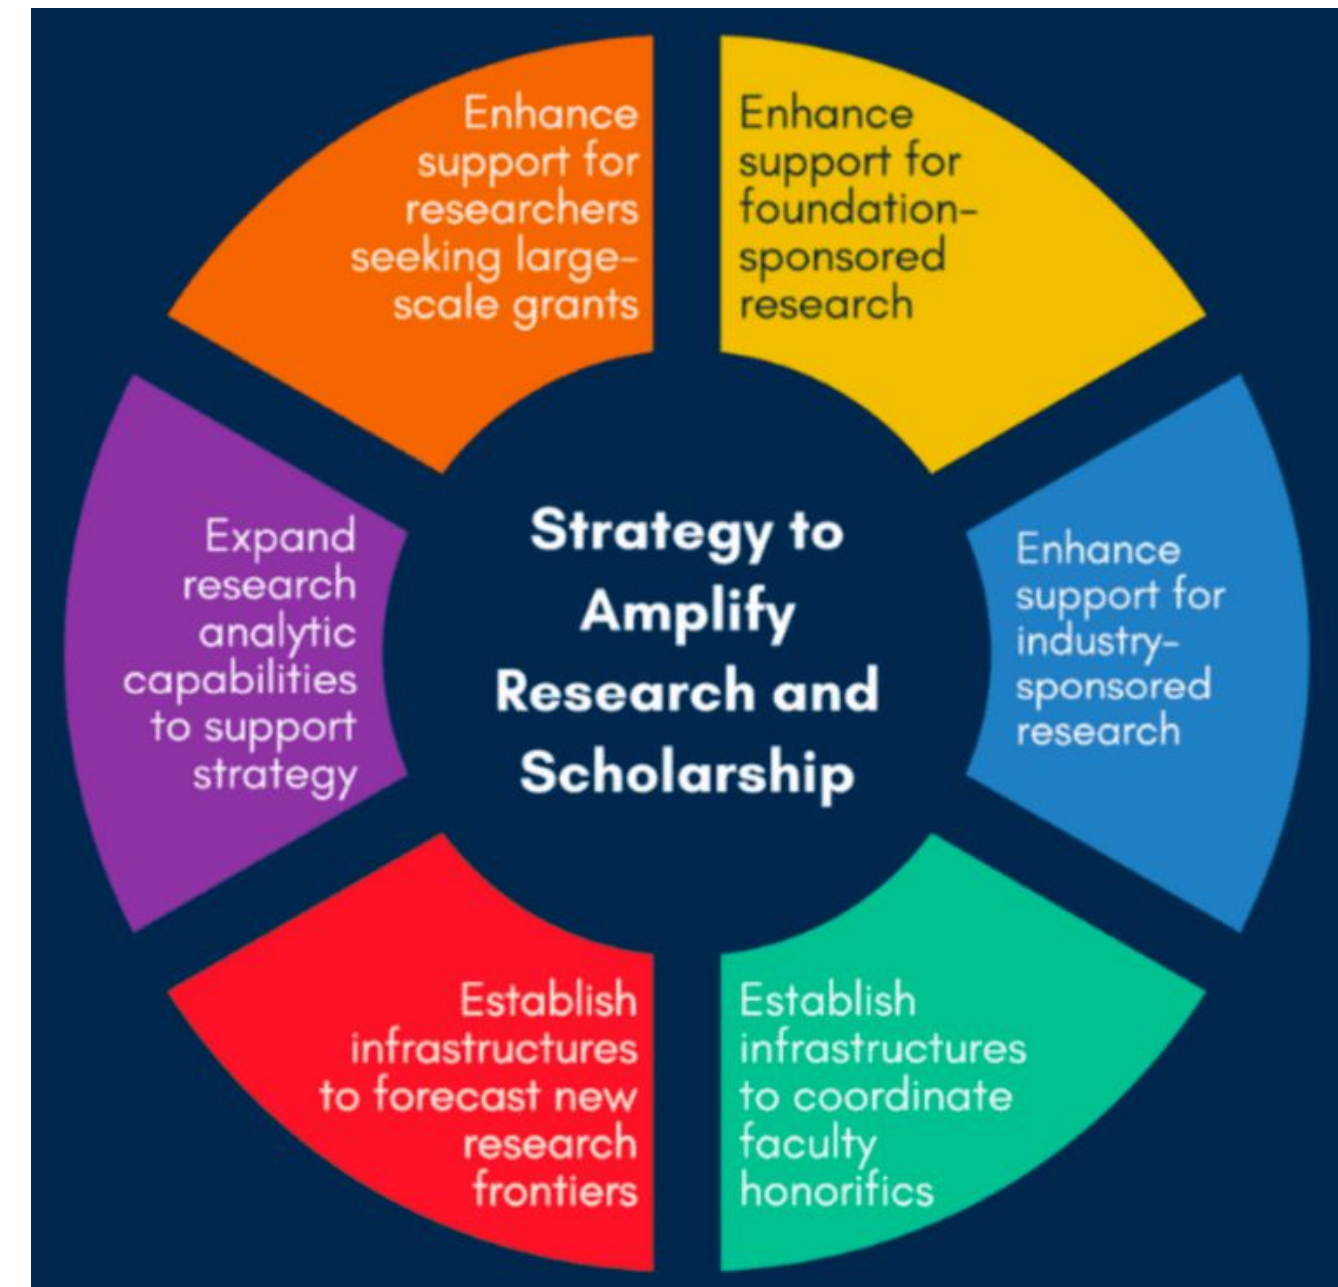 Enhance
support for
researchers
seeking large-
scale grants
Enhance
support for
foundation-
sponsored
research
Expand
research
analytic
capabilities
to support
strategy
Strategy to
Amplify
Research and
Scholarship
Enhance
support for
industry-
sponsored
research
Establish
infrastructures
to forecast new
research
frontiers
Establish
infrastructures
to coordinate
faculty
honorifics